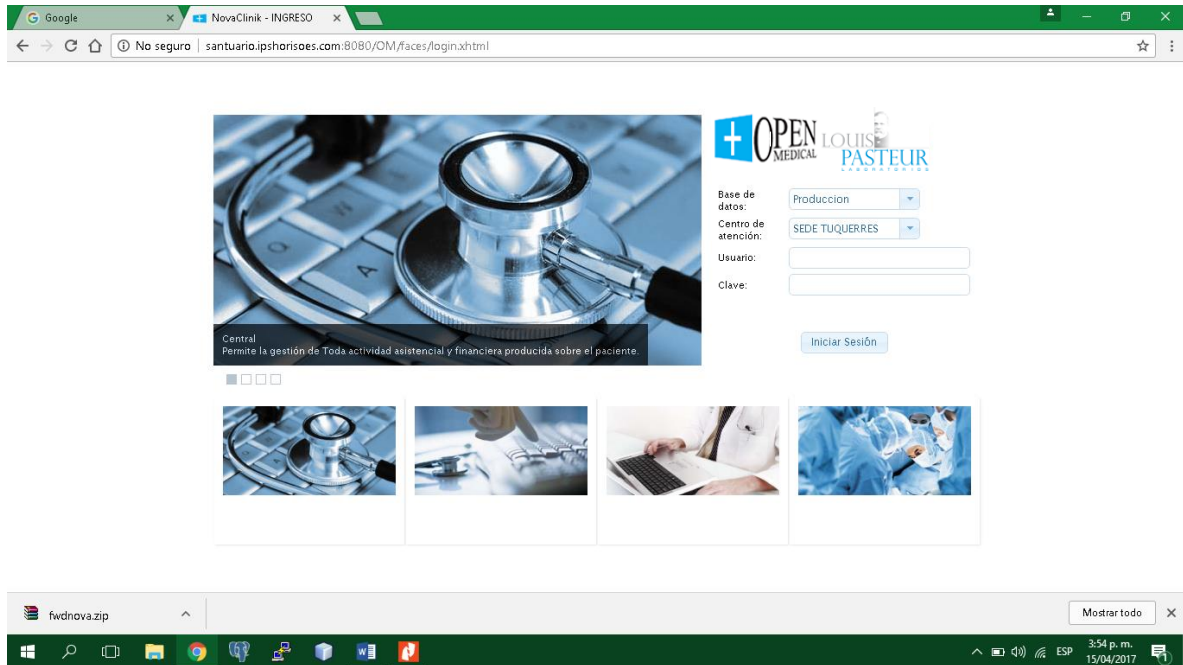 Google
NovaClinik - INGRESO
No seguro
santuario.ipshorisoes.com:8080/OM/faces/login.xhtml
OPEN
MEDICAL
LOUIS
PASTEUR
LABORATORIOS
Base de
datos:
Produccion
Centro de
atención:
SEDE TUQUERRES
Usuario:
Clave:
Iniciar Sesión
Central
Permite la gestión de Toda actividad asistencial y financiera producida sobre el paciente.
fwdnova.zip
Mostrar todo
ESP
3:54 p. m.
15/04/2017